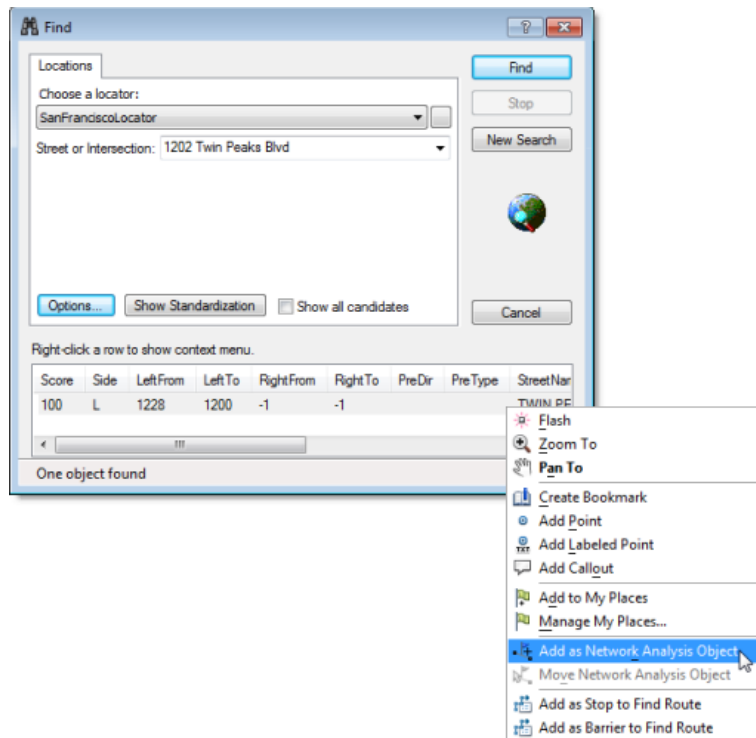 Find
Locations
Choose a locator:
SanFranciscoLocator
Street or Intersection: 1202 Twin Peaks Blvd
Find
Stop
New Search
Options... Show Standardization Show all candidates
Cancel
Right-click a row to show context menu.
Score Side LeftFrom LeftTo RightFrom RightTo PreDir PreType StreetNar
100 L 1228 1200 -1 -1 TWIN PE
One object found
Flash
Zoom To
Pan To
Create Bookmark
Add Point
Add Labeled Point
Add Callout
Add to My Places
Manage My Places...
Add as Network Analysis Object
Move Network Analysis Object
Add as Stop to Find Route
Add as Barrier to Find Route